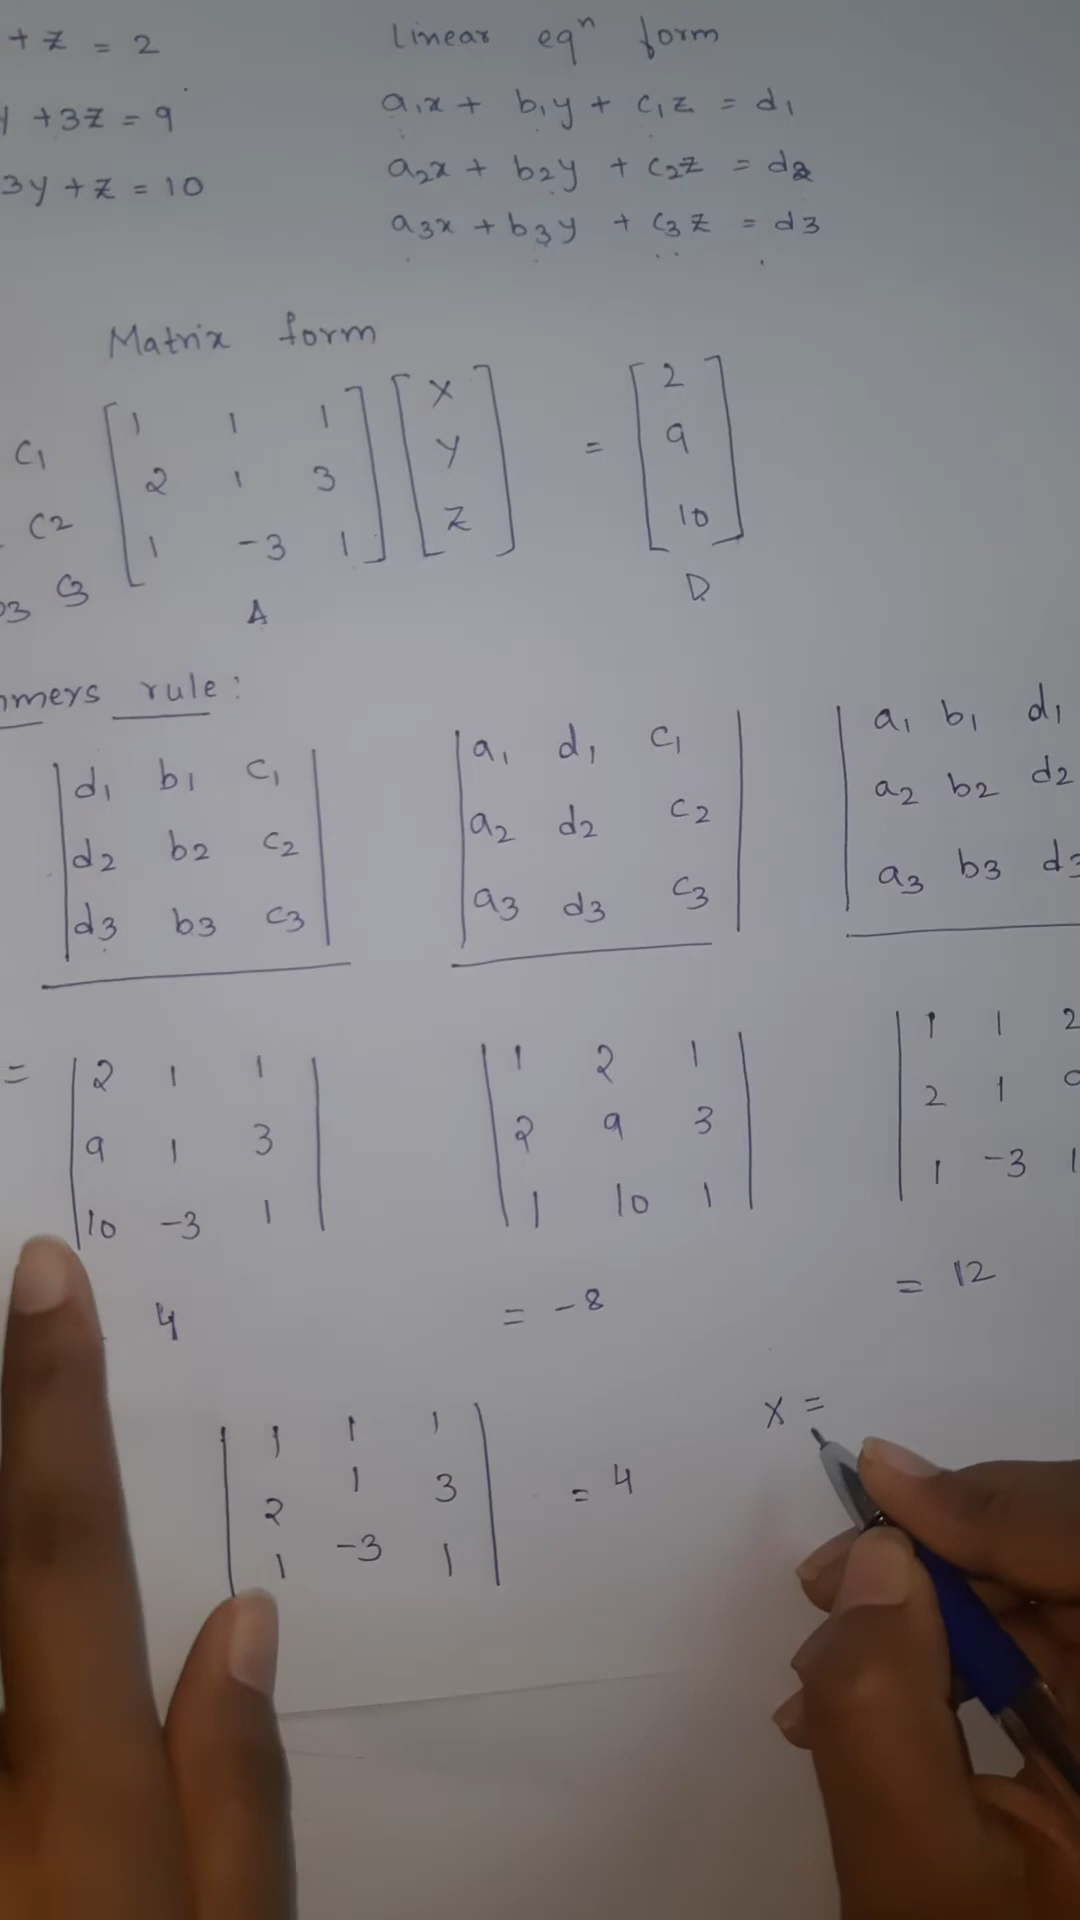 + z = 2
Linear eqⁿ form
y + 3z = 9
a1x + b1y + c1z = d1
3y + z = 10
a2x + b2y + c2z = d2
a3x + b3y + c3z = d3
Matrix form
c1 [ 1 1 1 ] [ x ] = [ 2 ]
c2 [ 2 1 3 ] [ y ] [ 9 ]
c3 [ 1 -3 1 ] [ z ] [ 10 ]
A D
mers rule:
| d1 b1 c1 | | a1 d1 c1 | | a1 b1 d1
| d2 b2 c2 | | a2 d2 c2 | | a2 b2 d2
| d3 b3 c3 | | a3 d3 c3 | | a3 b3 d3
= | 2 1 1 | | 1 2 1 | | 1 1 2
| 9 1 3 | | 2 9 3 | | 2 1
| 10 -3 1 | | 1 10 1 | | 1 -3 1
4 = -8 = 12
| 1 1 1 | x =
| 2 1 3 | = 4
| 1 -3 1 |